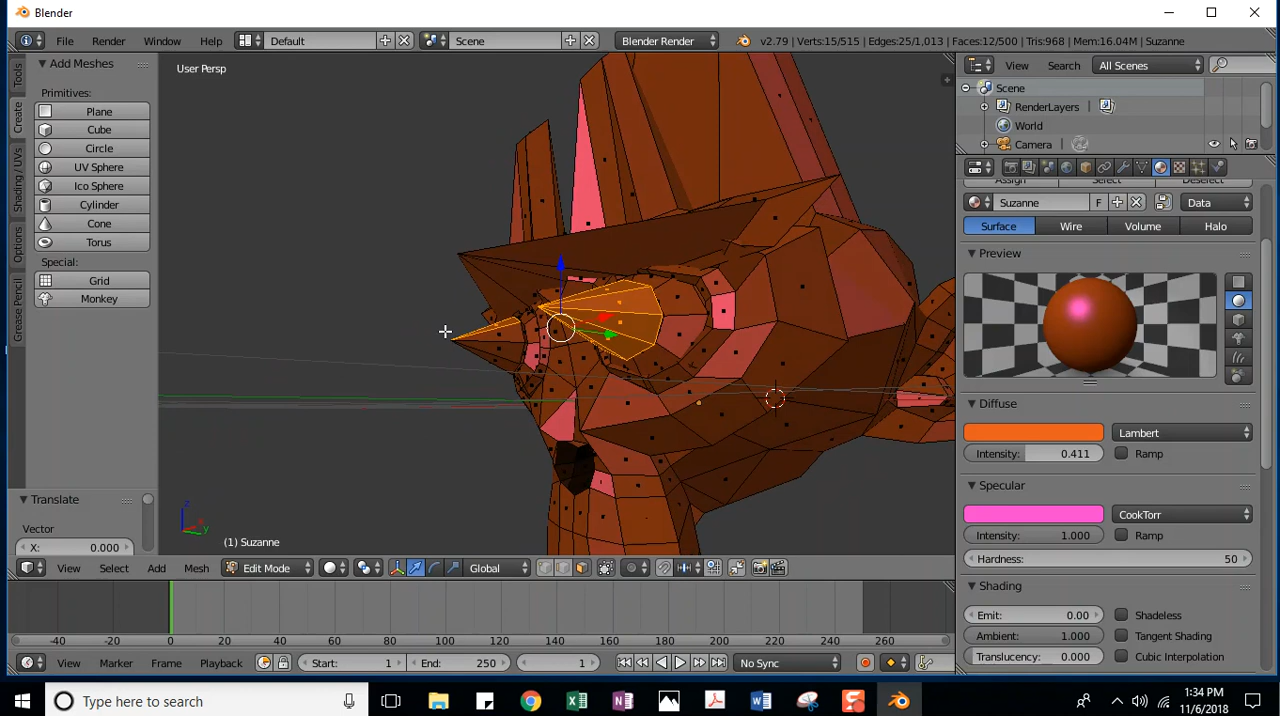 Blender
File Render Window Help Default Scene Blender Render v2.79 | Verts:15/515 | Edges:25/1,013 | Faces:12/500 | Tris:968 | Mem:16.04M | Suzanne
Tools
Create
Shading / UVs
Options
Grease Pencil
Add Meshes
Primitives:
Plane
Cube
Circle
UV Sphere
Ico Sphere
Cylinder
Cone
Torus
Special:
Grid
Monkey
Translate
Vector
X: 0.000
User Persp
(1) Suzanne
z
x
y
View Search All Scenes
Scene
RenderLayers
World
Camera
Assign Select Deselect
Suzanne F Data
Surface Wire Volume Halo
Preview
Diffuse
Lambert
Intensity: 0.411 Ramp
Specular
CookTorr
Intensity: 1.000 Ramp
Hardness: 50
Shading
Emit: 0.00 Shadeless
Ambient: 1.000 Tangent Shading
Translucency: 0.000 Cubic Interpolation
View Select Add Mesh Edit Mode Global
-40 -20 0 20 40 60 80 100 120 140 160 180 200 220 240 260
View Marker Frame Playback Start: 1 End: 250 1 No Sync
Type here to search
1:34 PM
11/6/2018